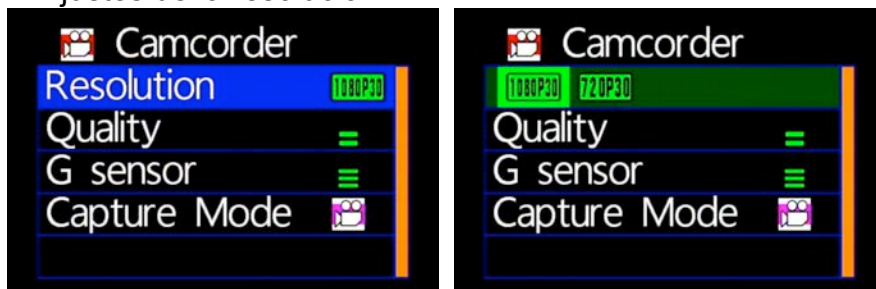 Camcorder
Resolution 1080P30
Quality
G sensor
Capture Mode
Camcorder
1080P30 720P30
Quality
G sensor
Capture Mode